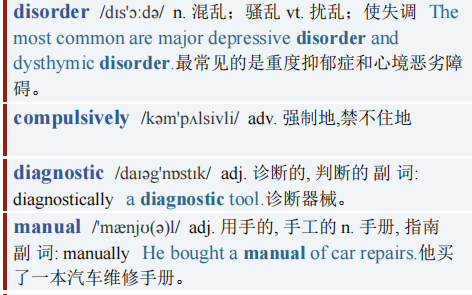 disorder /dɪs'ɔːdə/ n. 混乱；骚乱 vt. 扰乱；使失调 The
most common are major depressive disorder and
dysthymic disorder.最常见的是重度抑郁症和心境恶劣障
碍。
compulsively /kəm'pʌlsivli/ adv. 强制地,禁不住地
diagnostic /daɪəg'nɒstɪk/ adj. 诊断的, 判断的 副 词:
diagnostically a diagnostic tool.诊断器械。
manual /'mænjʊ(ə)l/ adj. 用手的, 手工的 n. 手册, 指南
副 词: manually He bought a manual of car repairs.他买
了一本汽车维修手册。